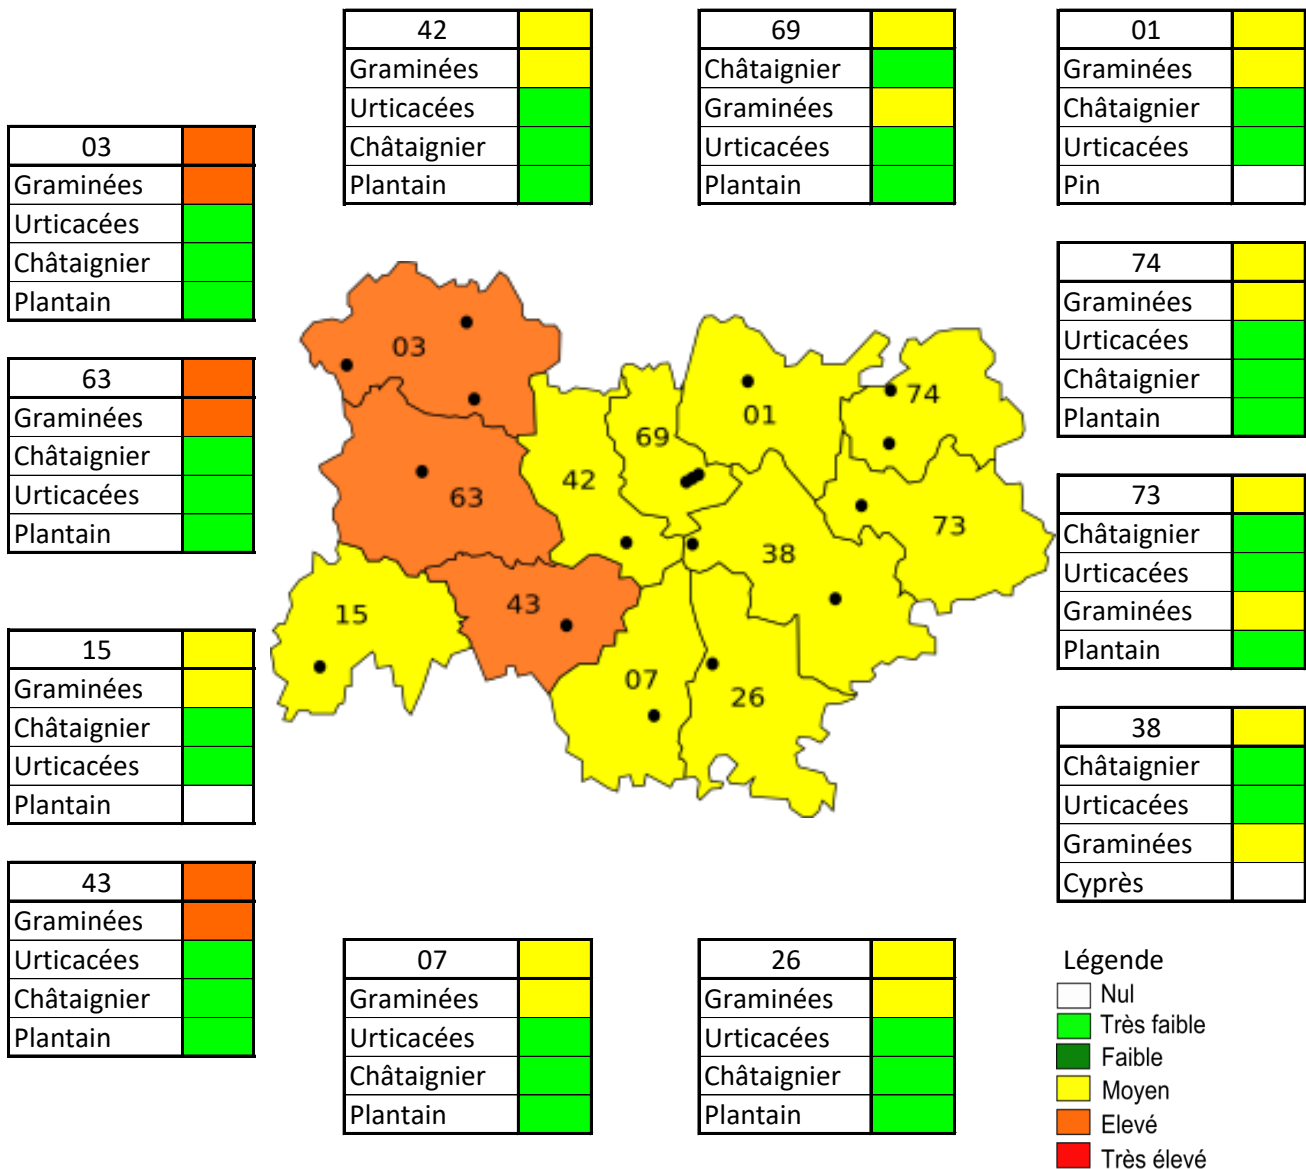 42
Graminées
Urticacées
Châtaignier
Plantain
69
Châtaignier
Graminées
Urticacées
Plantain
01
Graminées
Châtaignier
Urticacées
Pin
03
Graminées
Urticacées
Châtaignier
Plantain
63
Graminées
Châtaignier
Urticacées
Plantain
15
Graminées
Châtaignier
Urticacées
Plantain
43
Graminées
Urticacées
Châtaignier
Plantain
03
63
15
43
42
69
01
74
73
38
07
26
74
Graminées
Urticacées
Châtaignier
Plantain
73
Châtaignier
Urticacées
Graminées
Plantain
38
Châtaignier
Urticacées
Graminées
Cyprès
07
Graminées
Urticacées
Châtaignier
Plantain
26
Graminées
Urticacées
Châtaignier
Plantain
Légende
Nul
Très faible
Faible
Moyen
Elevé
Très élevé